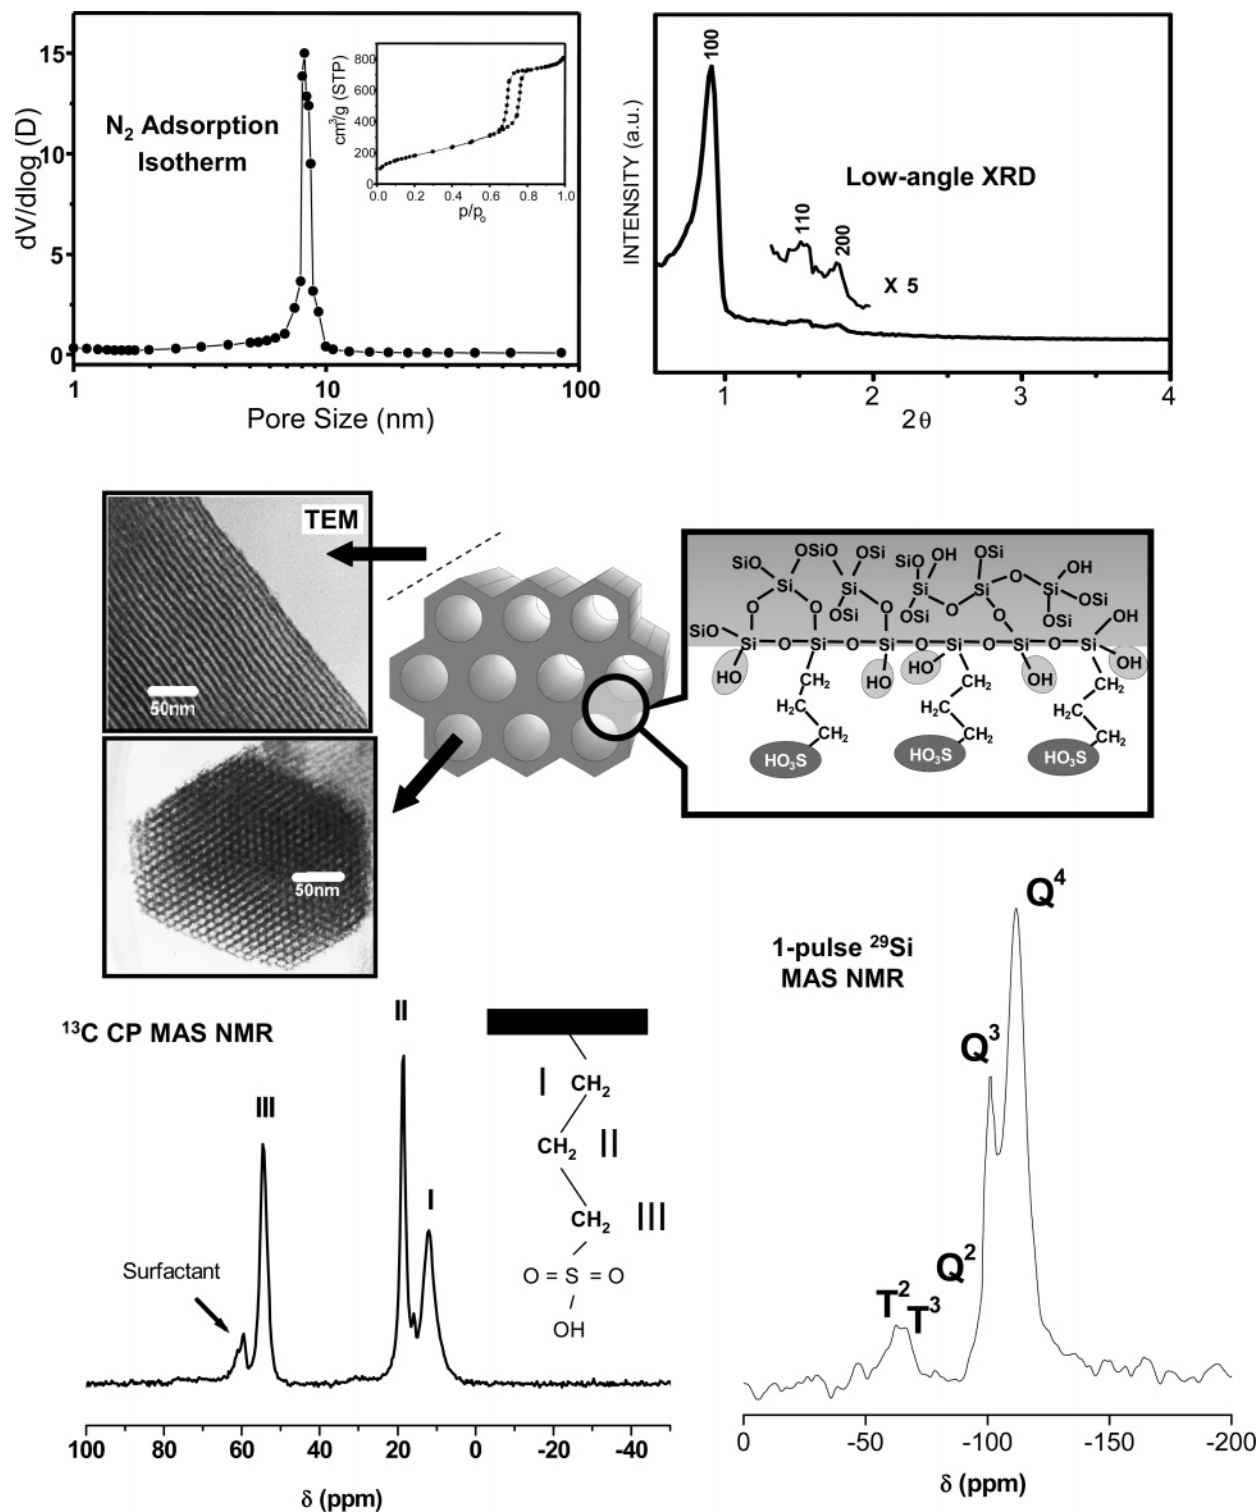 15
10
5
0
dV/dlog (D)
N₂ Adsorption
Isotherm
1
10
100
Pore Size (nm)
800
600
400
200
0
cm³/g (STP)
0.0
0.2
0.4
0.6
0.8
1.0
p/p₀
INTENSITY (a.u.)
100
Low-angle XRD
110
200
X 5
1
2
3
4
2θ
TEM
50nm
50nm
SiO
OSiO
OSi
OSi
OH
OSi
OH
Si
Si
Si
Si
O
Si
OSi
O
O
OSi
O
OSi
O
O
OSi
OH
SiO
Si
O
Si
O
Si
O
Si
O
Si
O
Si
HO
CH₂
HO
HO
CH₂
OH
OH
CH₂
H₂C
H₂C
H₂C
CH₂
CH₂
CH₂
HO₃S
HO₃S
HO₃S
¹³C CP MAS NMR
III
II
I
Surfactant
I
CH₂
CH₂
II
CH₂
III
O = S = O
OH
100
80
60
40
20
0
-20
-40
δ (ppm)
1-pulse ²⁹Si
MAS NMR
Q⁴
Q³
Q²
T²
T³
0
-50
-100
-150
-200
δ (ppm)